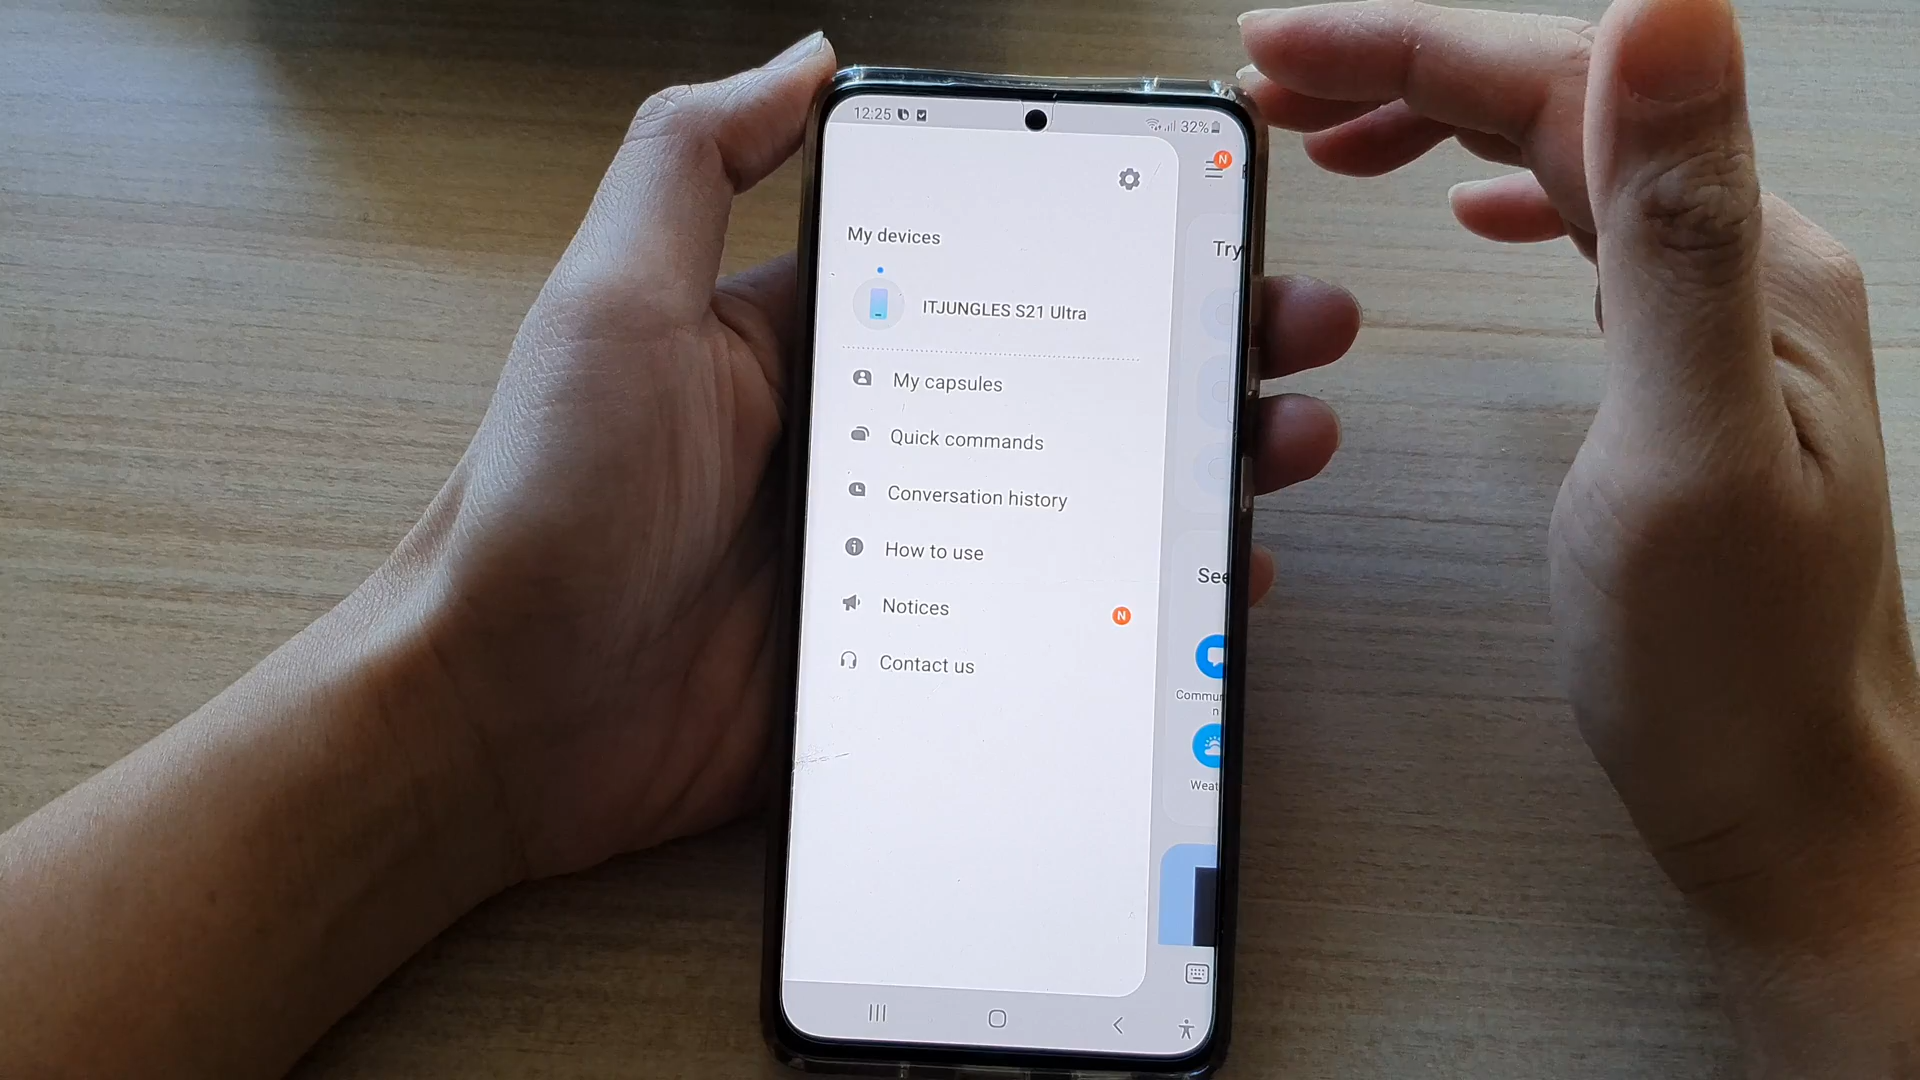 12:25
32%
N
My devices
Try
ITJUNGLES S21 Ultra
My capsules
Quick commands
Conversation history
How to use
See
Notices
N
Contact us
Commu
n
Weat